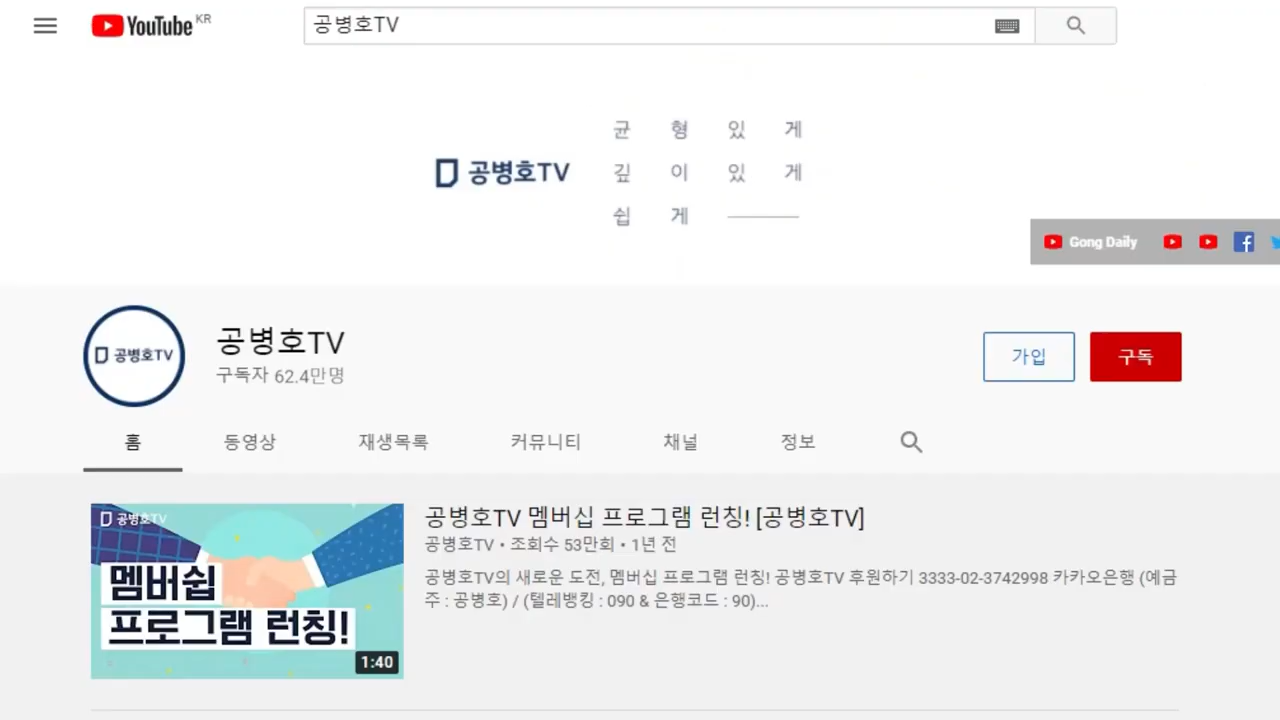 YouTube KR
공병호TV
균 형 있 게
공병호TV
깊 이 있 게
쉽 게
Gong Daily
공병호TV
공병호TV
구독자 62.4만명
가입
구독
홈
동영상
재생목록
커뮤니티
채널
정보
공병호TV
멤버쉽
프로그램 런칭!
1:40
공병호TV 멤버십 프로그램 런칭! [공병호TV]
공병호TV • 조회수 53만회 • 1년 전
공병호TV의 새로운 도전, 멤버십 프로그램 런칭! 공병호TV 후원하기 3333-02-3742998 카카오은행 (예금
주 : 공병호) / (텔레뱅킹 : 090 & 은행코드 : 90)...